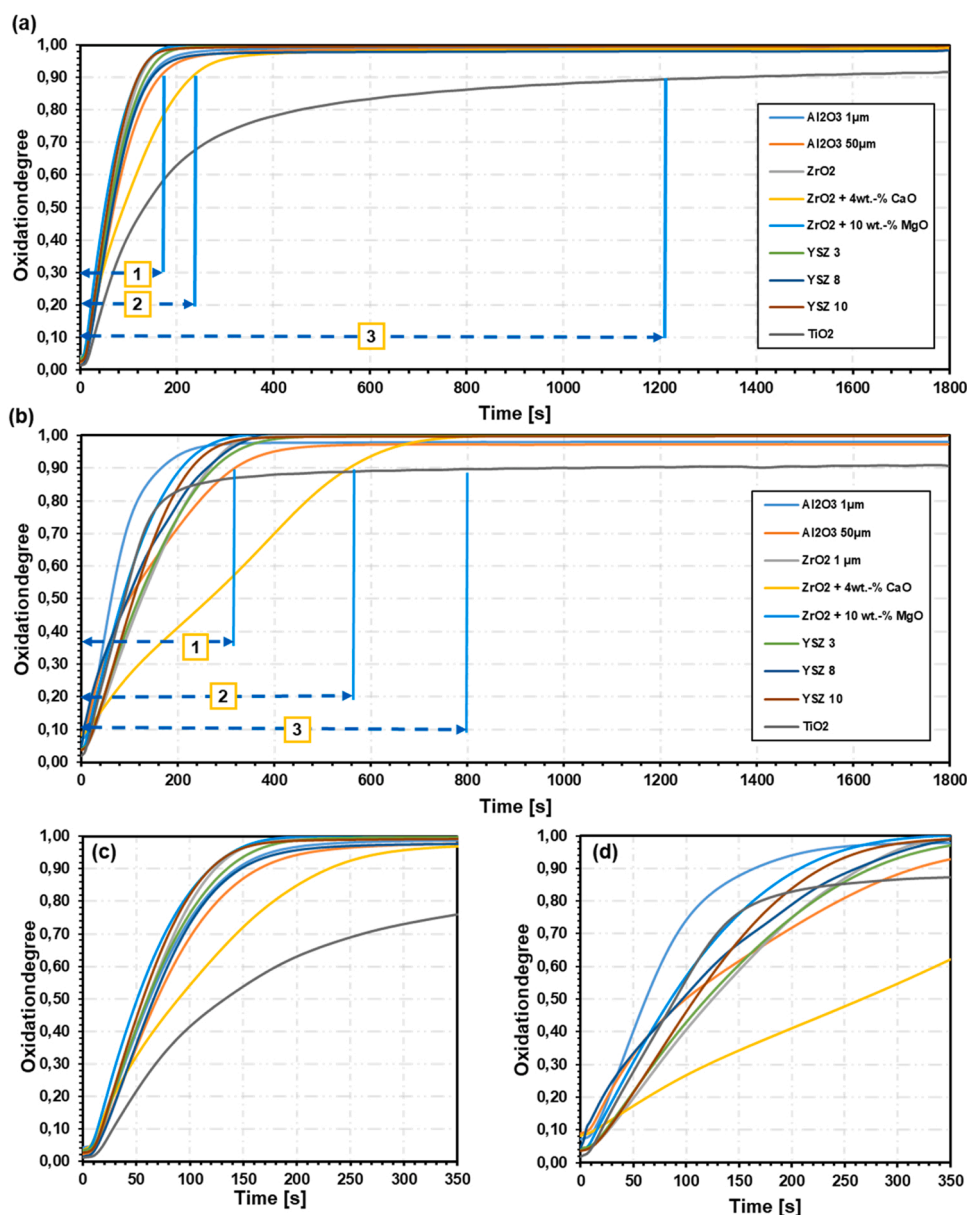 (a)
1,00
0,90
0,80
0,70
0,60
0,50
0,40
0,30
0,20
0,10
0,00
Oxidationdegree
1
2
3
Al2O3 1µm
Al2O3 50µm
ZrO2
ZrO2 + 4wt.-% CaO
ZrO2 + 10 wt.-% MgO
YSZ 3
YSZ 8
YSZ 10
TiO2
0 200 400 600 800 1000 1200 1400 1600 1800
Time [s]
(b)
1,00
0,90
0,80
0,70
0,60
0,50
0,40
0,30
0,20
0,10
0,00
Oxidationdegree
1
2
3
Al2O3 1µm
Al2O3 50µm
ZrO2 1 µm
ZrO2 + 4wt.-% CaO
ZrO2 + 10 wt.-% MgO
YSZ 3
YSZ 8
YSZ 10
TiO2
0 200 400 600 800 1000 1200 1400 1600 1800
Time [s]
(c)
1,00
0,90
0,80
0,70
0,60
0,50
0,40
0,30
0,20
0,10
0,00
Oxidationdegree
0 50 100 150 200 250 300 350
Time [s]
(d)
1,00
0,90
0,80
0,70
0,60
0,50
0,40
0,30
0,20
0,10
0,00
Oxidationdegree
0 50 100 150 200 250 300 350
Time [s]